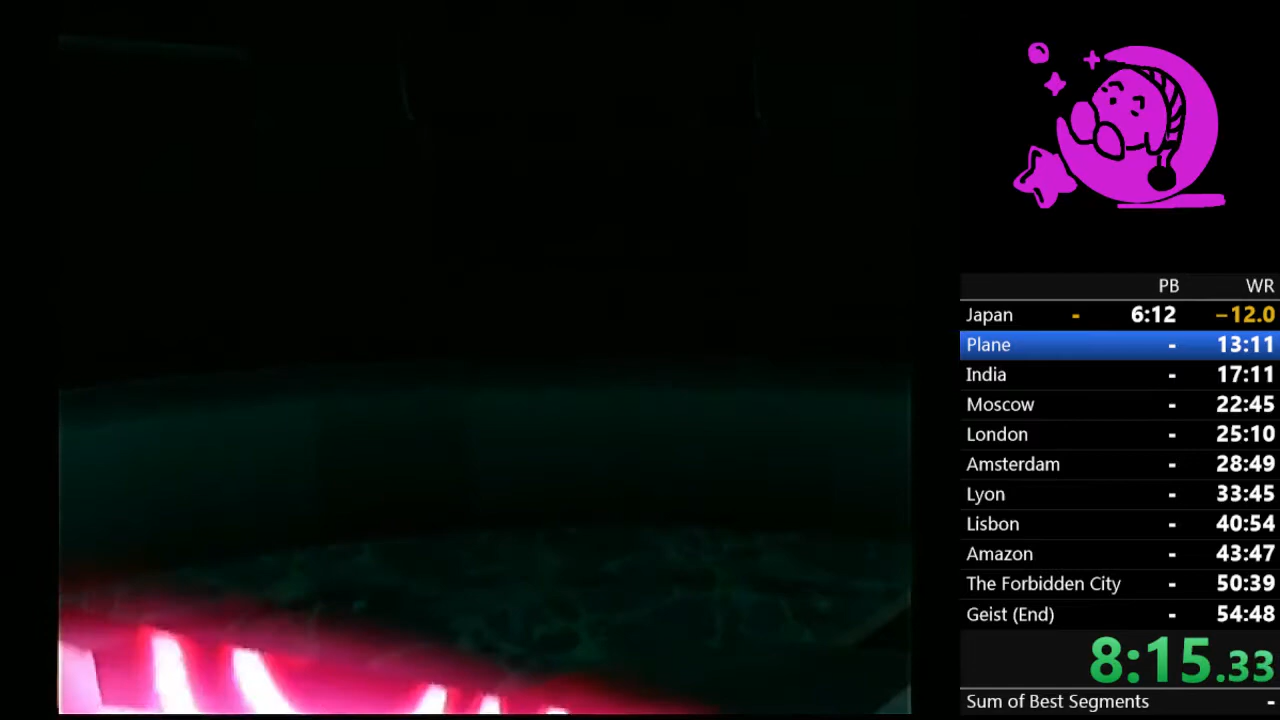 PB WR
Japan - 6:12 −12.0
Plane - 13:11
India - 17:11
Moscow - 22:45
London - 25:10
Amsterdam - 28:49
Lyon - 33:45
Lisbon - 40:54
Amazon - 43:47
The Forbidden City - 50:39
Geist (End) - 54:48
8:15.33
Sum of Best Segments -